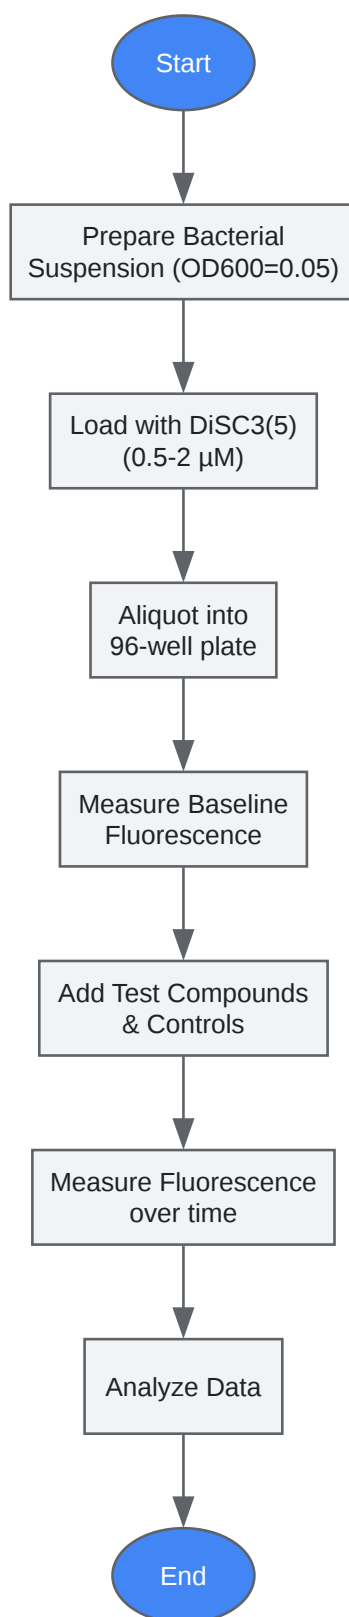 Start
Prepare Bacterial
Suspension (OD600=0.05)
Load with DiSC3(5)
(0.5-2 µM)
Aliquot into
96-well plate
Measure Baseline
Fluorescence
Add Test Compounds
& Controls
Measure Fluorescence
over time
Analyze Data
End